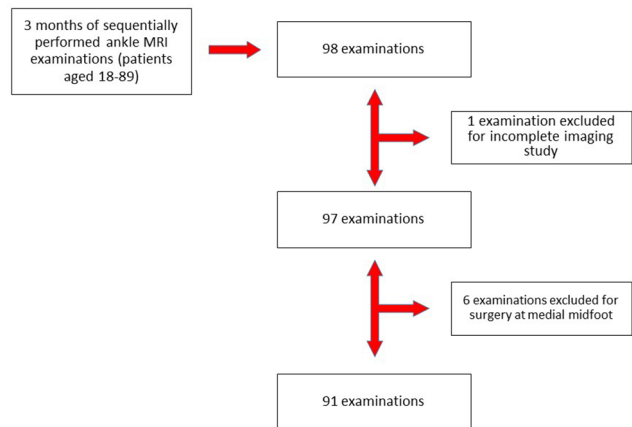 3 months of sequentially
performed ankle MRI
examinations (patients
aged 18-89)
98 examinations
1 examination excluded
for incomplete imaging
study
97 examinations
6 examinations excluded for
surgery at medial midfoot
91 examinations